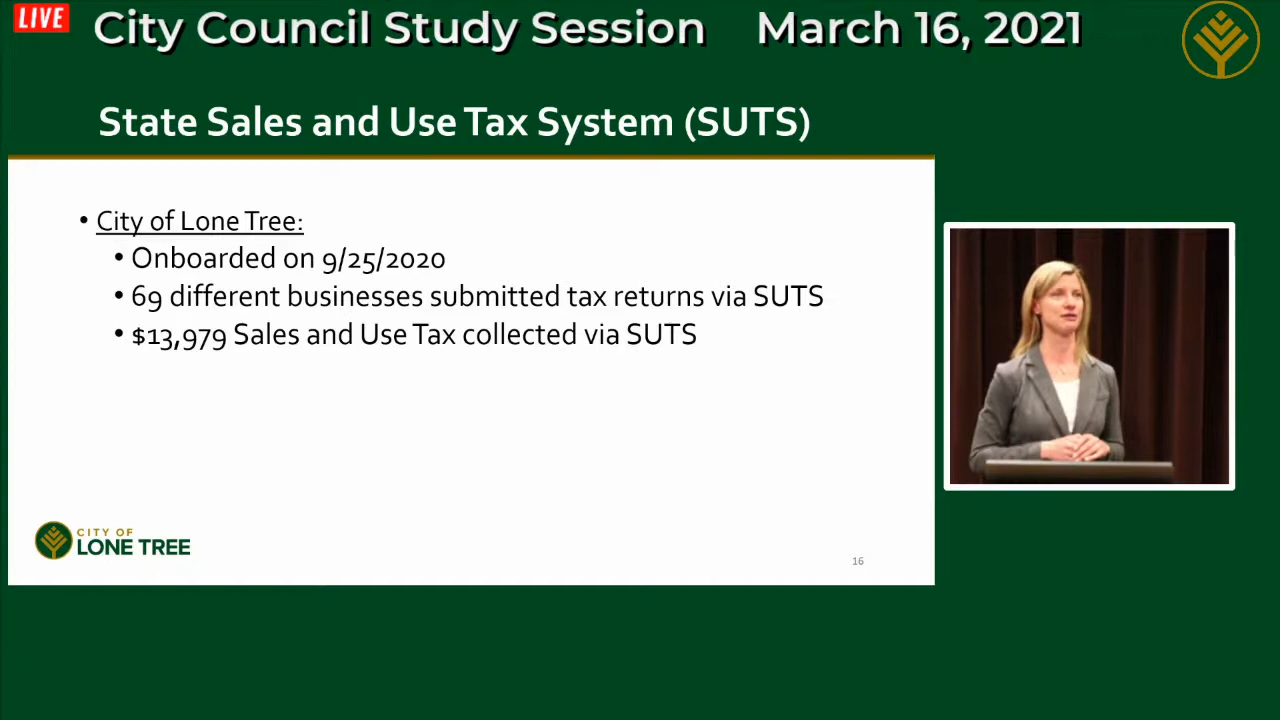 LIVE
City Council Study Session March 16, 2021
State Sales and Use Tax System (SUTS)
• City of Lone Tree:
• Onboarded on 9/25/2020
• 69 different businesses submitted tax returns via SUTS
• $13,979 Sales and Use Tax collected via SUTS
CITY OF
LONE TREE
16